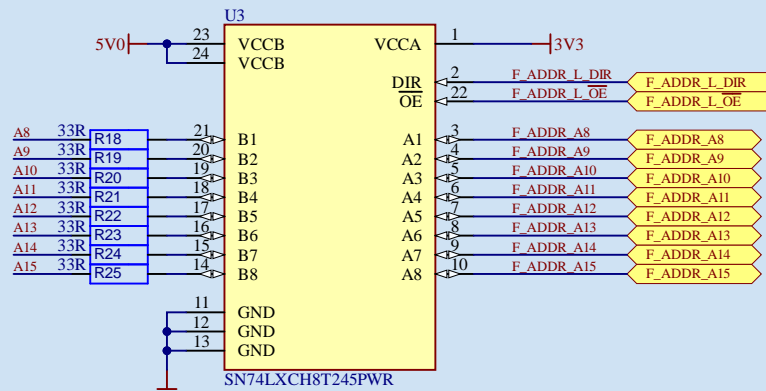 U3
5V0 23 VCCB VCCA 1 3V3
24 VCCB
DIR 2 F_ADDR_L_DIR F_ADDR_L_DIR
OE 22 F_ADDR_L_OE F_ADDR_L_OE
A8 33R R18 21 B1 A1 3 F_ADDR_A8 F_ADDR_A8
A9 R19 20 B2 A2 4 F_ADDR_A9 F_ADDR_A9
A10 33R R20 19 B3 A3 5 F_ADDR_A10 F_ADDR_A10
A11 33R R21 18 B4 A4 6 F_ADDR_A11 F_ADDR_A11
A12 33R R22 17 B5 A5 7 F_ADDR_A12 F_ADDR_A12
A13 33R R23 16 B6 A6 8 F_ADDR_A13 F_ADDR_A13
A14 33R R24 15 B7 A7 9 F_ADDR_A14 F_ADDR_A14
A15 33R R25 14 B8 A8 10 F_ADDR_A15 F_ADDR_A15
11 GND
12 GND
13 GND
SN74LXCH8T245PWR